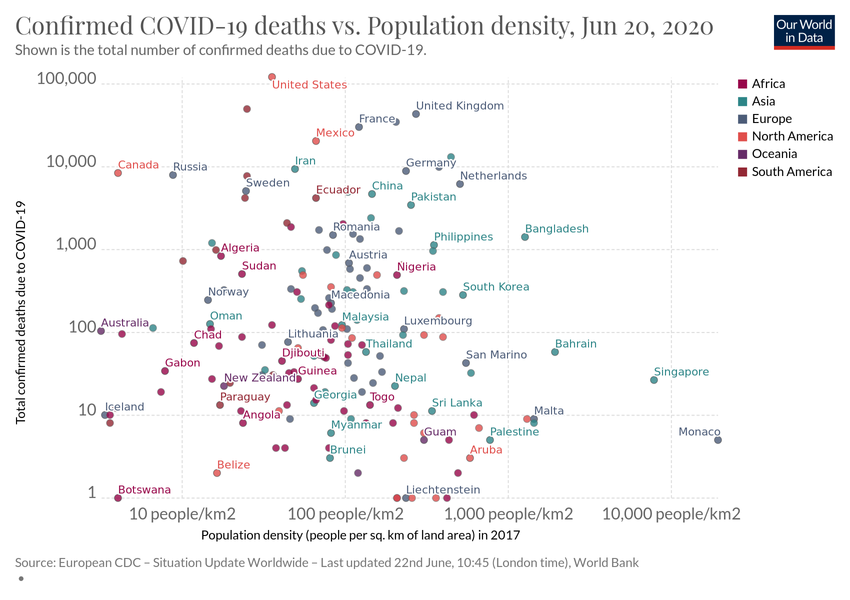 Confirmed COVID-19 deaths vs. Population density, Jun 20, 2020
Shown is the total number of confirmed deaths due to COVID-19.
Our World
in Data
Total confirmed deaths due to COVID-19
100,000
10,000
1,000
100
10
1
United States
United Kingdom
France
Mexico
Iran
Germany
Canada
Russia
Sweden
Netherlands
Ecuador
China
Pakistan
Romania
Bangladesh
Philippines
Algeria
Austria
Sudan
Nigeria
Norway
Macedonia
South Korea
Oman
Malaysia
Australia
Luxembourg
Chad
Lithuania
Thailand
Bahrain
Djibouti
San Marino
Gabon
Guinea
New Zealand
Nepal
Singapore
Paraguay
Georgia
Togo
Iceland
Angola
Sri Lanka
Malta
Myanmar
Guam
Palestine
Monaco
Brunei
Aruba
Belize
Botswana
Liechtenstein
10 people/km2
100 people/km2
1,000 people/km2
10,000 people/km2
Population density (people per sq. km of land area) in 2017
Africa
Asia
Europe
North America
Oceania
South America
Source: European CDC – Situation Update Worldwide – Last updated 22nd June, 10:45 (London time), World Bank